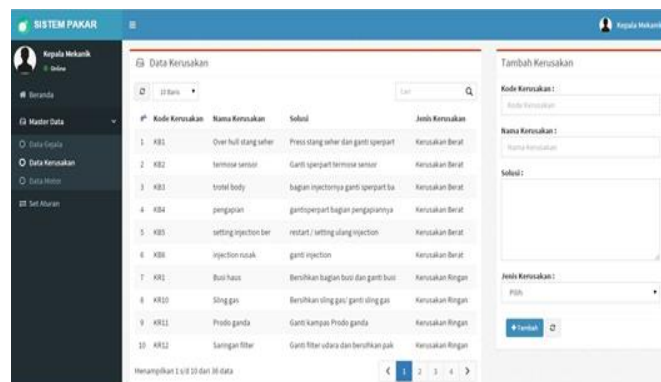 SISTEM PAKAR
Kepala Mekanik
Kepala Mekanik
Online
Beranda
Master Data
Data Gejala
Data Kerusakan
Data Motor
Set Aturan
Data Kerusakan
10 Baris
Cari
Kode Kerusakan Nama Kerusakan Solusi Jenis Kerusakan
1 KB1 Over hull stang seher Press stang seher dan ganti sperpart Kerusakan Berat
2 KB2 termose sensor Ganti sperpart termose sensor Kerusakan Berat
3 KB3 trotel body bagian injectornya ganti sperpart ba Kerusakan Berat
4 KB4 pengapian gantisperpart bagian pengapiannya Kerusakan Berat
5 KB5 setting injection ber restart / setting ulang injection Kerusakan Berat
6 KB6 injection rusak ganti injection Kerusakan Berat
7 KR1 Busi haus Bersihkan bagian busi dan ganti busi Kerusakan Ringan
8 KR10 Sling gas Bersihkan sling gas/ ganti sling gas Kerusakan Ringan
9 KR11 Prodo ganda Ganti kampas Prodo ganda Kerusakan Ringan
10 KR12 Saringan filter Ganti filter udara dan bersihkan pak Kerusakan Ringan
Menampilkan 1 s/d 10 dari 36 data
1 2 3 4
Tambah Kerusakan
Kode Kerusakan :
Kode Kerusakan
Nama Kerusakan :
Nama Kerusakan
Solusi :
Jenis Kerusakan :
Pilih
+Tambah